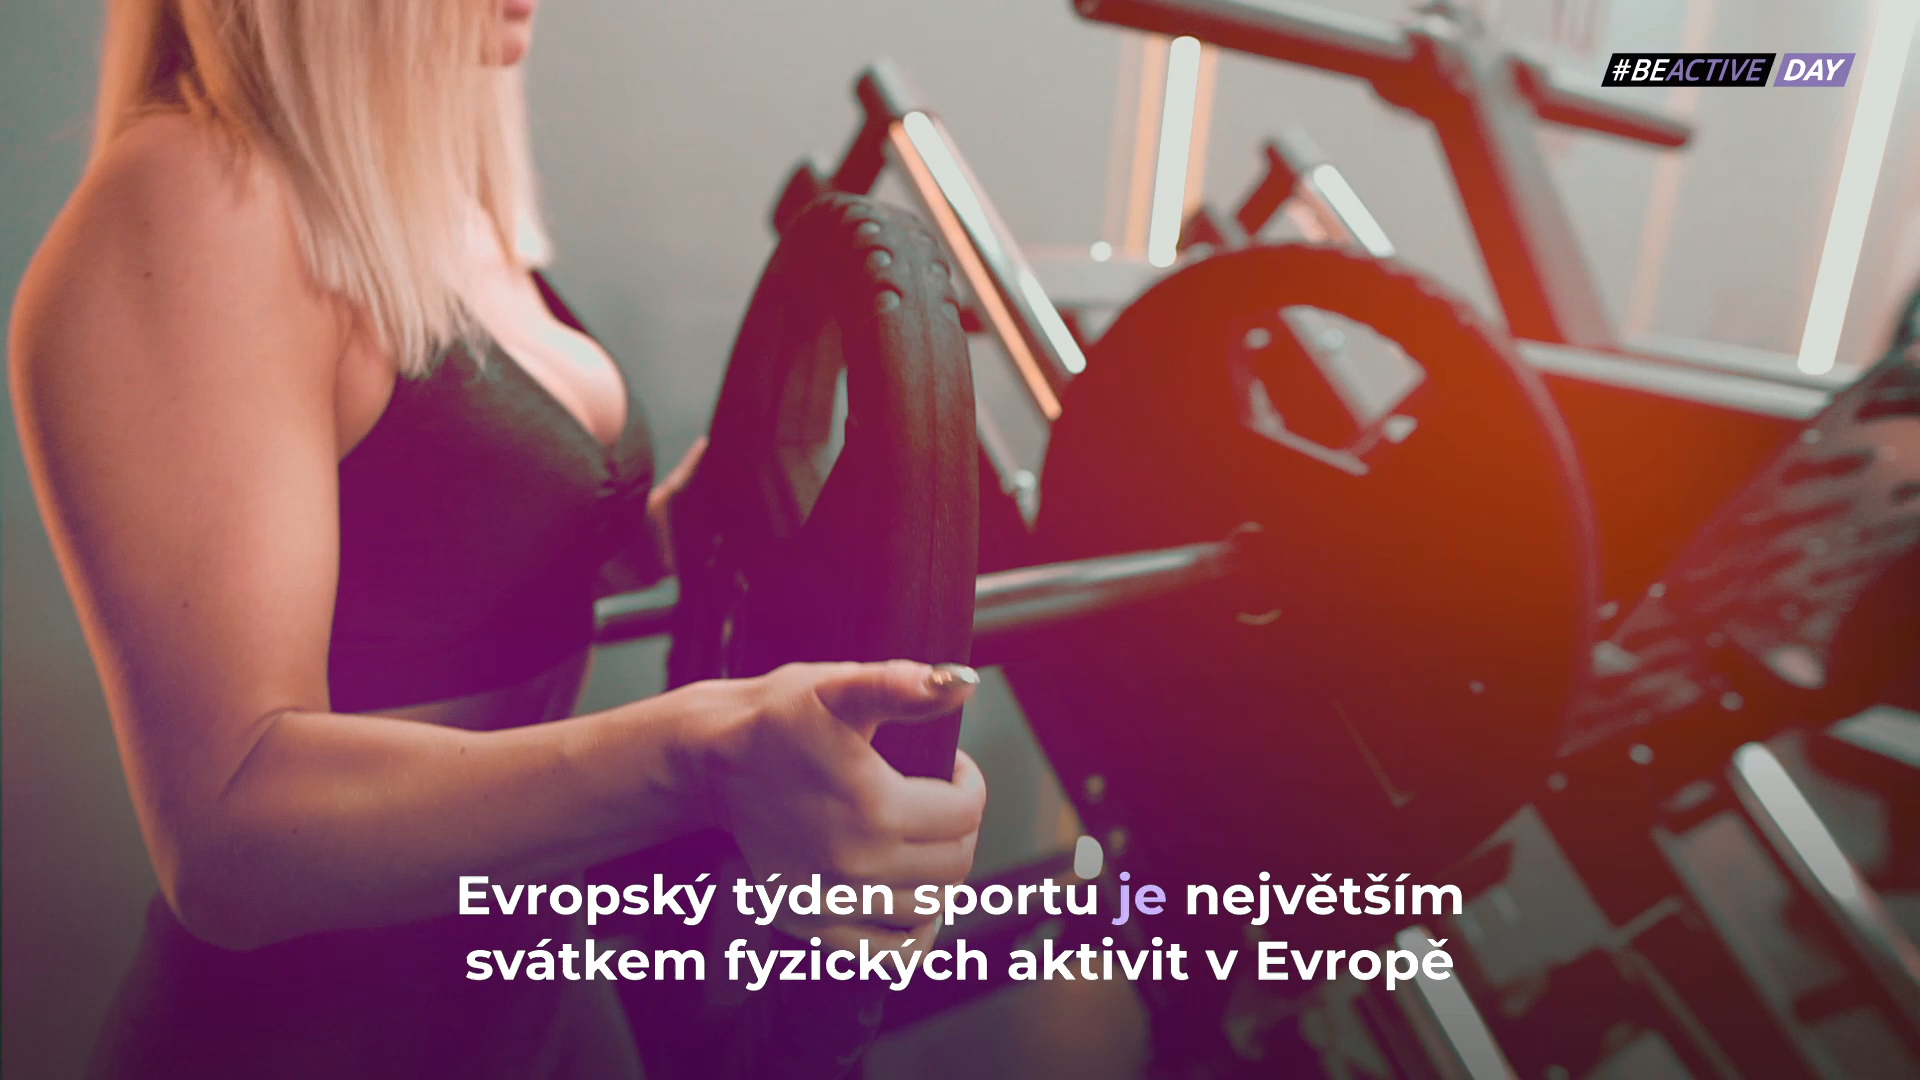 #BEACTIVE DAY
Evropský týden sportu je největším
svátkem fyzických aktivit v Evropě